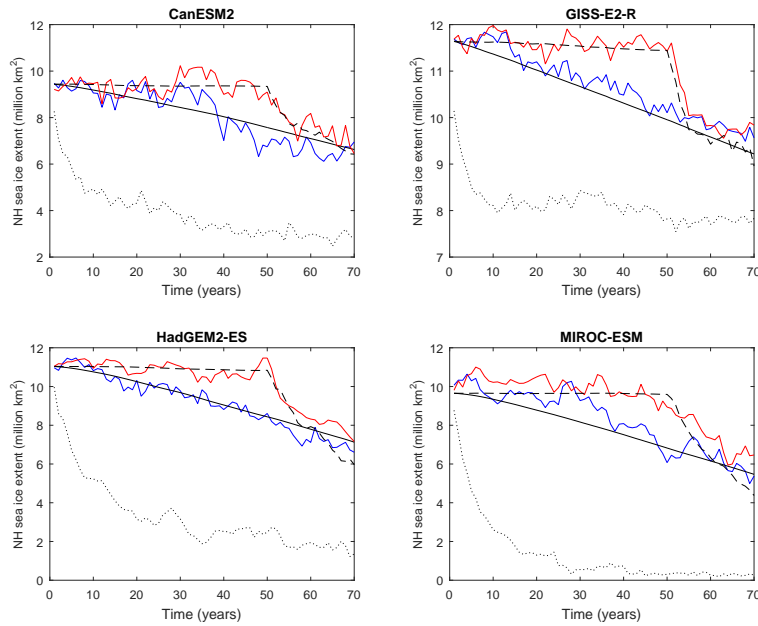 CanESM2
12
10
8
6
4
2
NH sea ice extent (million km²)
0 10 20 30 40 50 60 70
Time (years)
GISS-E2-R
12
11
10
9
8
7
NH sea ice extent (million km²)
0 10 20 30 40 50 60 70
Time (years)
HadGEM2-ES
12
10
8
6
4
2
0
NH sea ice extent (million km²)
0 10 20 30 40 50 60 70
Time (years)
MIROC-ESM
12
10
8
6
4
2
0
NH sea ice extent (million km²)
0 10 20 30 40 50 60 70
Time (years)